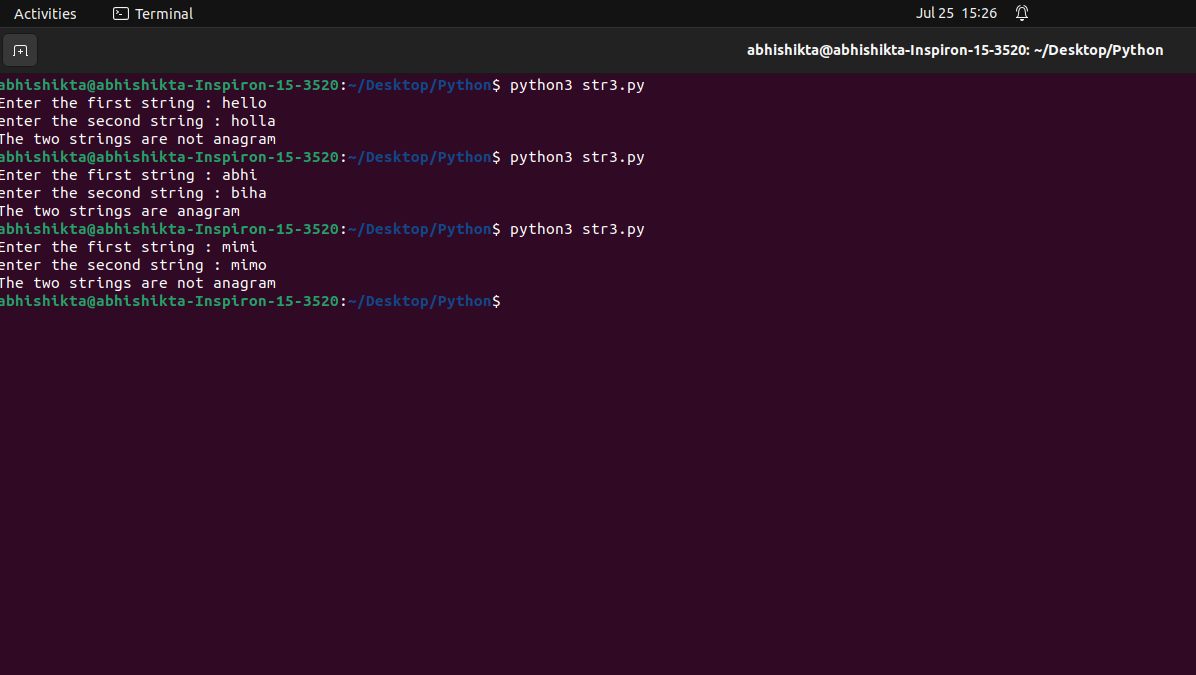 Activities
Terminal
Jul 25 15:26
abhishikta@abhishikta-Inspiron-15-3520: ~/Desktop/Python
abhishikta@abhishikta-Inspiron-15-3520:~/Desktop/Python$ python3 str3.py
Enter the first string : hello
enter the second string : holla
The two strings are not anagram
abhishikta@abhishikta-Inspiron-15-3520:~/Desktop/Python$ python3 str3.py
Enter the first string : abhi
enter the second string : biha
The two strings are anagram
abhishikta@abhishikta-Inspiron-15-3520:~/Desktop/Python$ python3 str3.py
Enter the first string : mimi
enter the second string : mimo
The two strings are not anagram
abhishikta@abhishikta-Inspiron-15-3520:~/Desktop/Python$